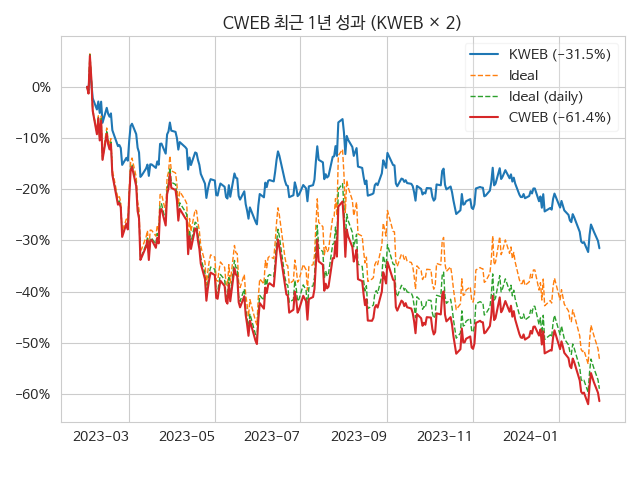 CWEB 최근 1년 성과 (KWEB × 2)
KWEB (−31.5%)
Ideal
Ideal (daily)
CWEB (−61.4%)
0%
−10%
−20%
−30%
−40%
−50%
−60%
2023-03 2023-05 2023-07 2023-09 2023-11 2024-01